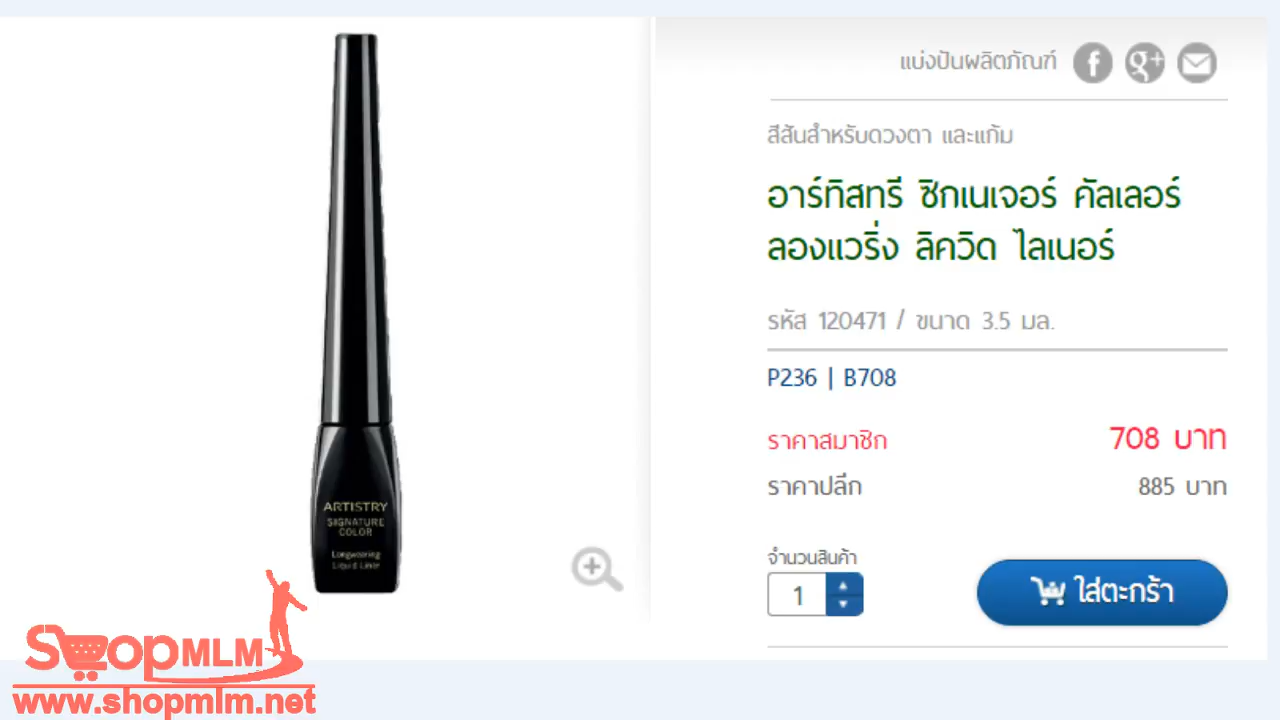 แบ่งปันผลิตภัณฑ์
สีสันสำหรับดวงตา และแก้ม
อาร์ทิสทรี ซิกเนเจอร์ คัลเลอร์
ลองแวริ่ง ลิควิด ไลเนอร์
รหัส 120471 / ขนาด 3.5 มล.
P236 | B708
ราคาสมาชิก 708 บาท
ราคาปลีก 885 บาท
จำนวนสินค้า
1
ใส่ตะกร้า
ARTISTRY
SIGNATURE
COLOR
Longwearing
Liquid Liner
SHOPMLM
www.shopmlm.net